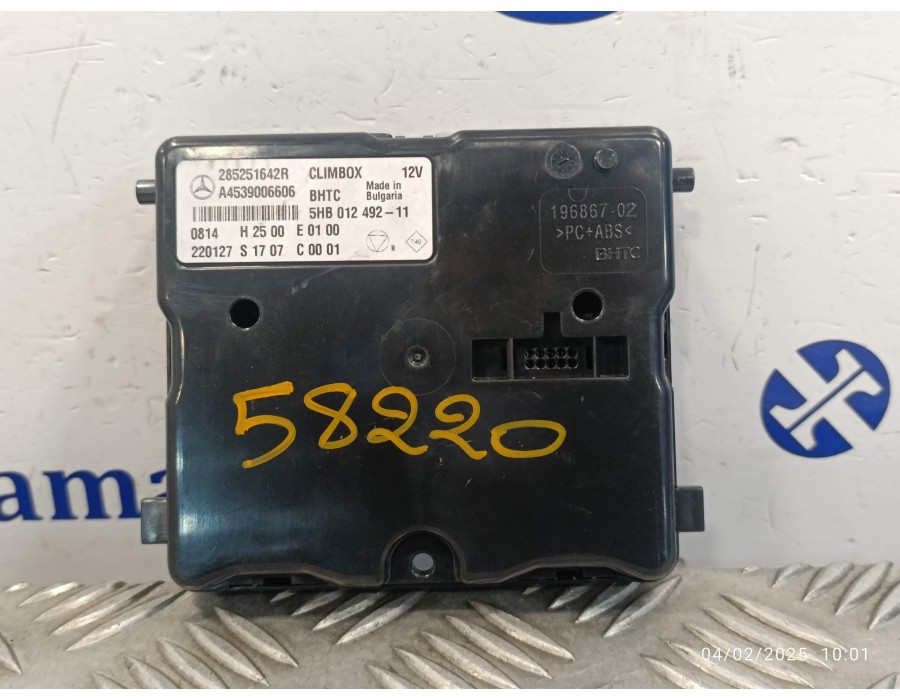 285251642R CLIMBOX 12V
A4539006606 BHTC Made in Bulgaria
5HB 012 492-11
0814 H 25 00 E 01 00
220127 S 17 07 C 00 01
R
T40
196867-02
>PC+ABS<
BHTC
58220
ama
04/02/2025 10:01